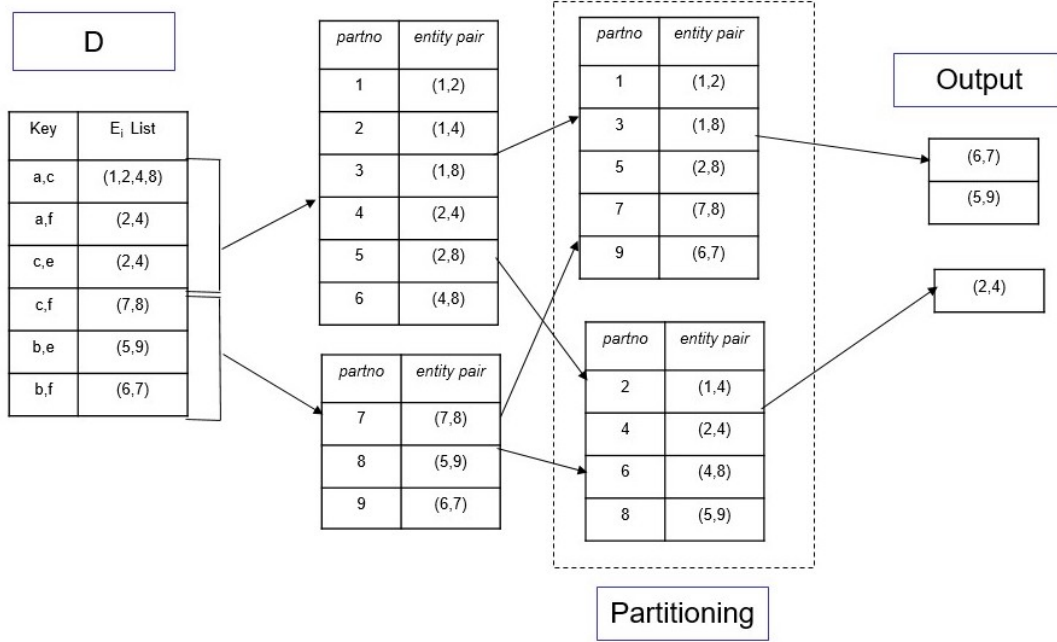 D
Key E_i List
a,c (1,2,4,8)
a,f (2,4)
c,e (2,4)
c,f (7,8)
b,e (5,9)
b,f (6,7)
partno entity pair
1 (1,2)
2 (1,4)
3 (1,8)
4 (2,4)
5 (2,8)
6 (4,8)
partno entity pair
7 (7,8)
8 (5,9)
9 (6,7)
partno entity pair
1 (1,2)
3 (1,8)
5 (2,8)
7 (7,8)
9 (6,7)
partno entity pair
2 (1,4)
4 (2,4)
6 (4,8)
8 (5,9)
Partitioning
Output
(6,7)
(5,9)
(2,4)